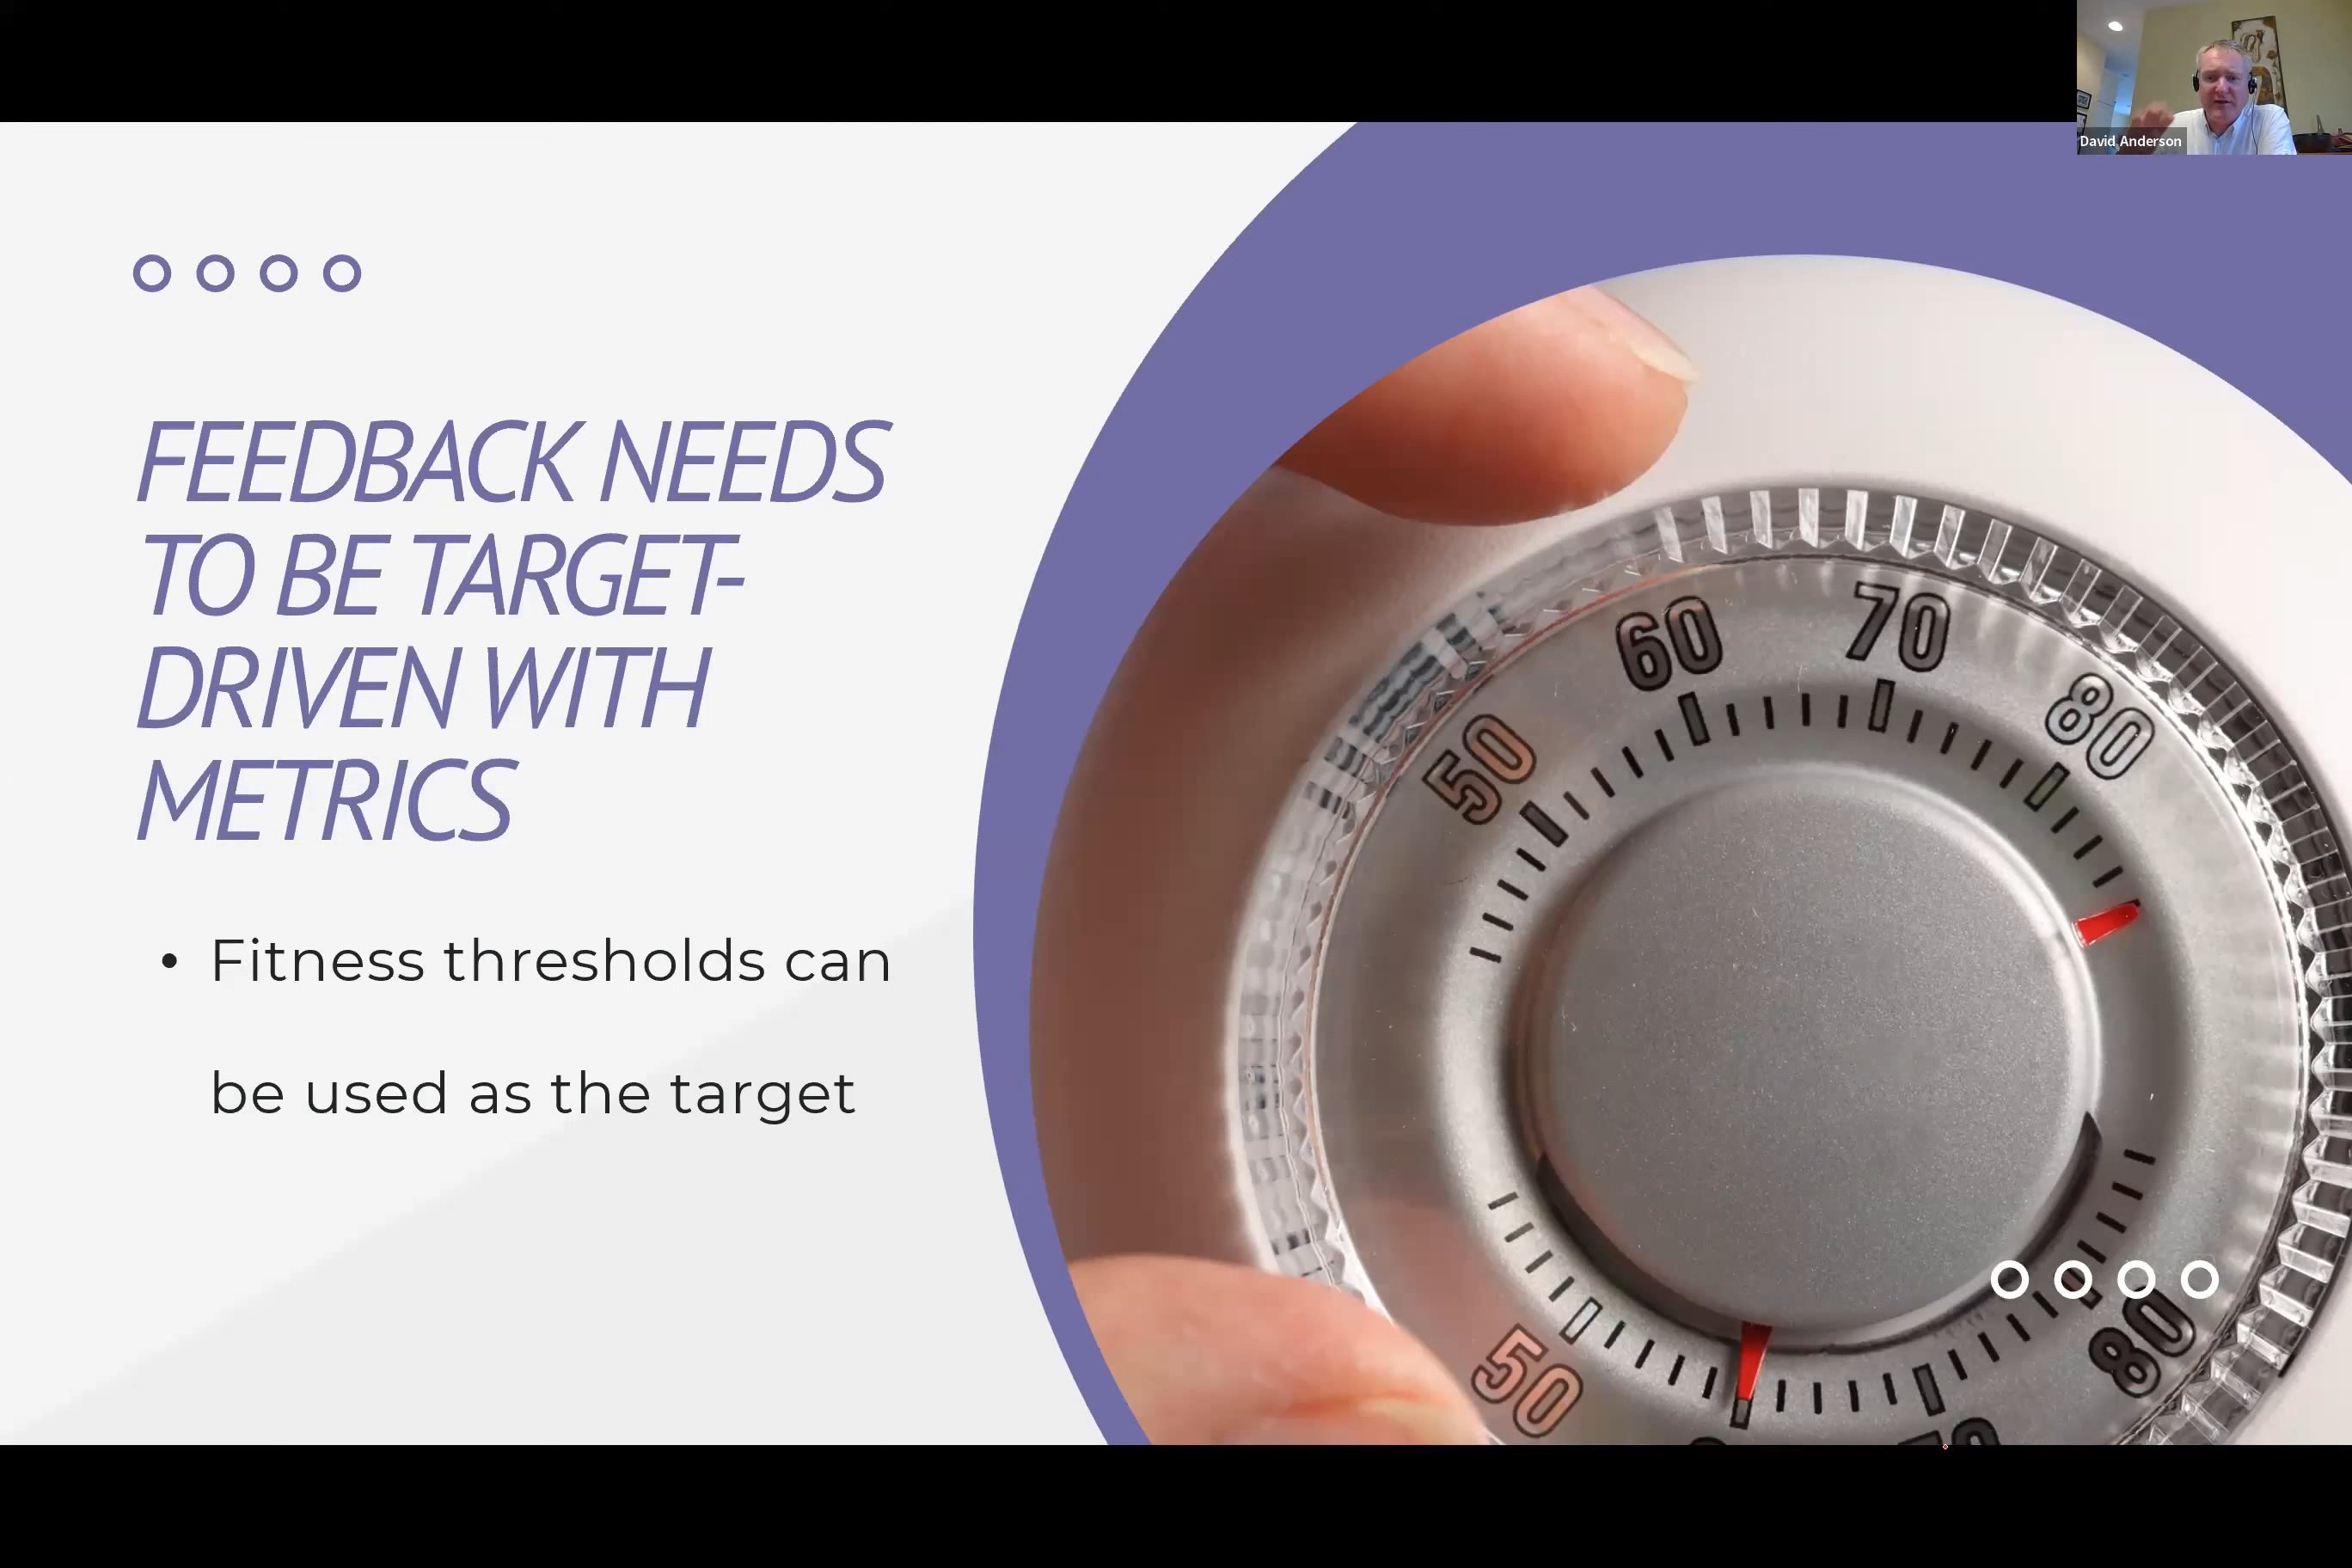 David Anderson
FEEDBACK NEEDS
TO BE TARGET-
DRIVEN WITH
METRICS
• Fitness thresholds can
be used as the target
60
70
80
50
50
80